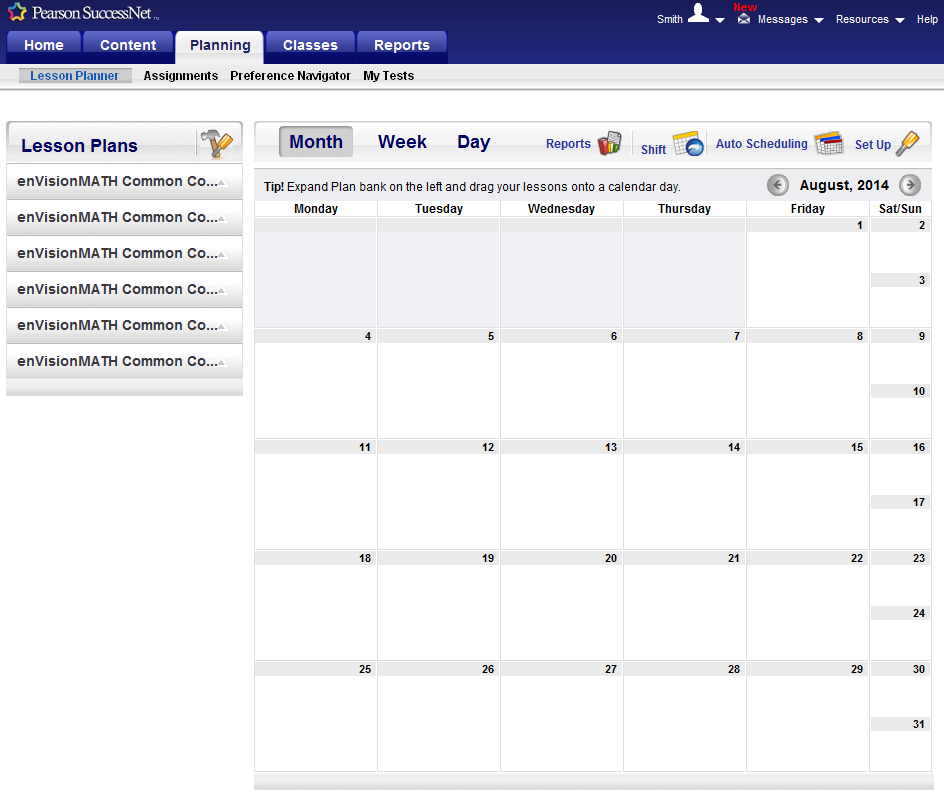 Pearson SuccessNet™
Smith New Messages Resources Help
Home Content Planning Classes Reports
Lesson Planner Assignments Preference Navigator My Tests
Lesson Plans
enVisionMATH Common Co...
enVisionMATH Common Co...
enVisionMATH Common Co...
enVisionMATH Common Co...
enVisionMATH Common Co...
enVisionMATH Common Co...
Month Week Day Reports Shift Auto Scheduling Set Up
Tip! Expand Plan bank on the left and drag your lessons onto a calendar day. August, 2014
Monday Tuesday Wednesday Thursday Friday Sat/Sun
1 2
3
4 5 6 7 8 9
10
11 12 13 14 15 16
17
18 19 20 21 22 23
24
25 26 27 28 29 30
31